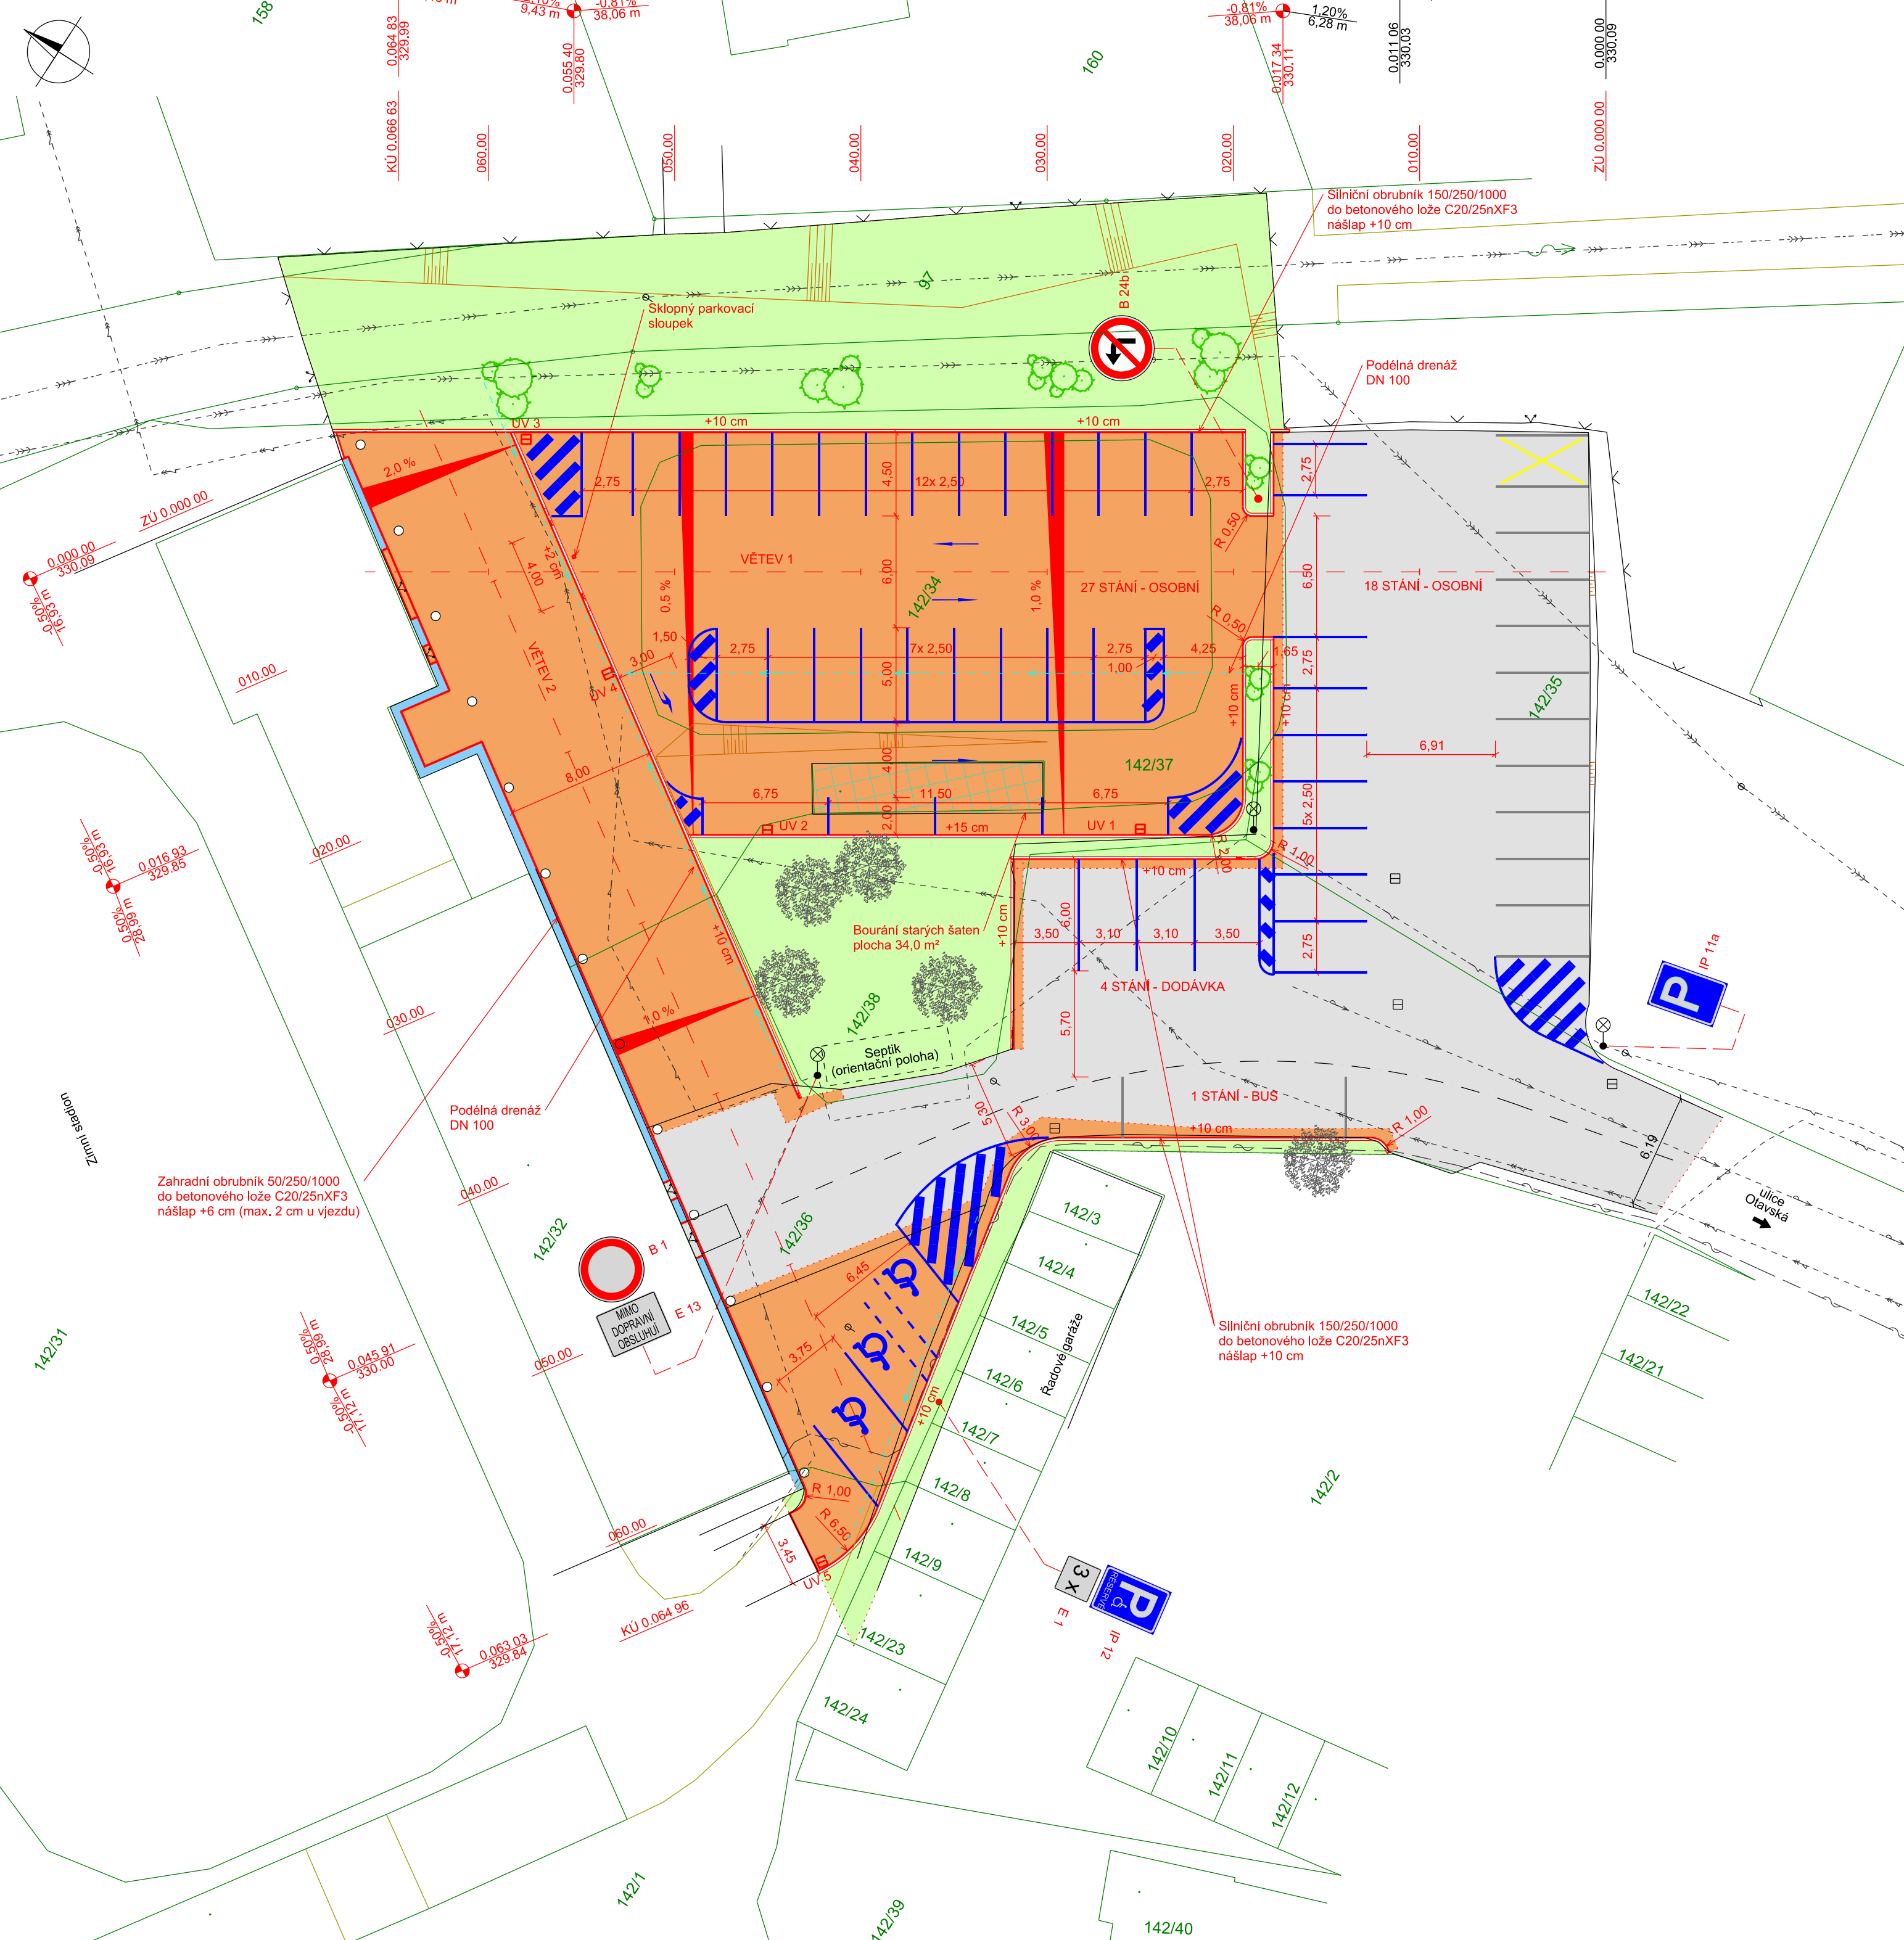 158
9,43 m
-0.81%
38,06 m
-0.81%
38,06 m
1,20%
6,28 m
0.064 83
329.99
0.055 40
329.80
0.017 34
330.11
0.011 06
330.03
0.000 00
330.09
160
KÚ 0.066 63
060.00
050.00
040.00
030.00
020.00
010.00
ZÚ 0.000 00
Silniční obrubník 150/250/1000
do betonového lože C20/25nXF3
nášlap +10 cm
97
B 24b
Sklopný parkovací
sloupek
Podélná drenáž
DN 100
UV 3
+10 cm
+10 cm
2,0 %
2,75
4,50
12x 2,50
2,75
2,75
R 0,50
ZÚ 0.000 00
0.000 00
330.09
-0.50%
16,93 m
+2 cm
4,00
VĚTEV 1
6,00
142/34
0,5 %
1,0 %
27 STÁNÍ - OSOBNÍ
6,50
18 STÁNÍ - OSOBNÍ
R 0,50
VĚTEV 2
1,50
3,00
2,75
7x 2,50
2,75
1,00
4,25
1,65
2,75
UV 4
5,00
+10 cm
+10 cm
010.00
142/35
6,91
8,00
4,00
142/37
6,75
11,50
6,75
2,00
5x 2,50
UV 2
+15 cm
UV 1
R 2,00
R 1,00
020.00
16,93 m
-0.50%
0.016 93
329.85
28,99 m
0.50%
+10 cm
+10 cm
6,00
Bourání starých šaten
plocha 34,0 m²
+10 cm
3,50
3,10
3,10
3,50
2,75
IP 11a
P
4 STÁNÍ - DODÁVKA
142/38
5,70
1,0 %
030.00
Septik
(orientační poloha)
1 STÁNÍ - BUS
5,30
R 3,00
+10 cm
R 1,00
6,19
Zimní stadion
Podélná drenáž
DN 100
Zahradní obrubník 50/250/1000
do betonového lože C20/25nXF3
nášlap +6 cm (max. 2 cm u vjezdu)
040.00
ulice
Otavská
142/32
142/36
142/3
142/4
142/5
142/6
142/7
142/8
142/9
142/23
142/24
Řadové garáže
B 1
E 13
MIMO
DOPRAVNÍ
OBSLUHUÍ
6,45
3,75
142/22
142/21
Silniční obrubník 150/250/1000
do betonového lože C20/25nXF3
nášlap +10 cm
142/31
28,99 m
0.50%
0.045 91
330.00
17,12 m
-0.50%
050.00
+10 cm
142/2
R 1,00
R 6,50
060.00
3,45
UV 5
3 x
E 1
P
RÉSERVÉ
IP 12
KÚ 0.064 96
17,12 m
-0.50%
0.063 03
329.84
142/10
142/11
142/12
142/1
142/39
142/40